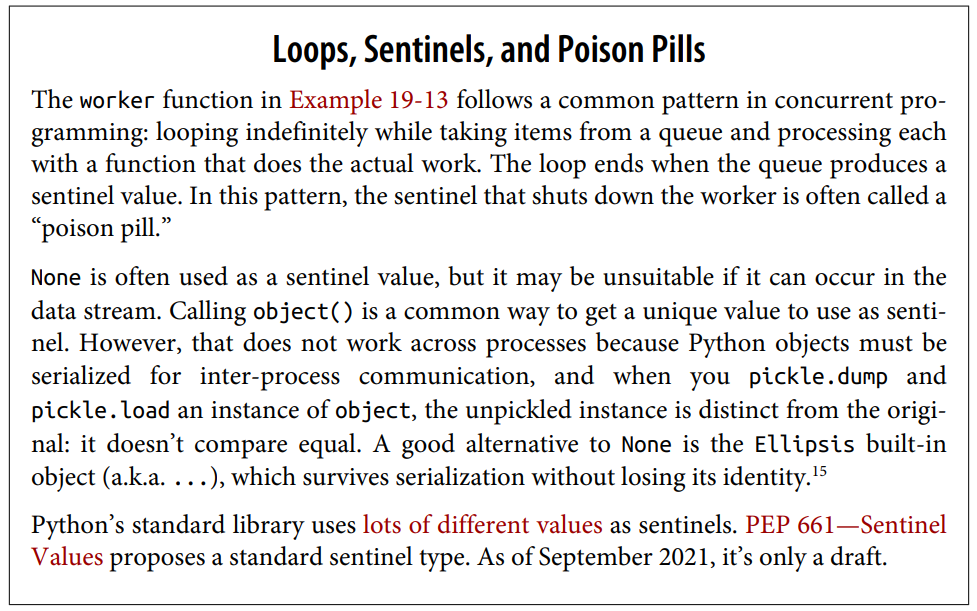 Loops, Sentinels, and Poison Pills
The worker function in Example 19-13 follows a common pattern in concurrent pro-
gramming: looping indefinitely while taking items from a queue and processing each
with a function that does the actual work. The loop ends when the queue produces a
sentinel value. In this pattern, the sentinel that shuts down the worker is often called a
“poison pill.”
None is often used as a sentinel value, but it may be unsuitable if it can occur in the
data stream. Calling object() is a common way to get a unique value to use as senti-
nel. However, that does not work across processes because Python objects must be
serialized for inter-process communication, and when you pickle.dump and
pickle.load an instance of object, the unpickled instance is distinct from the origi-
nal: it doesn’t compare equal. A good alternative to None is the Ellipsis built-in
object (a.k.a. ...), which survives serialization without losing its identity.15
Python’s standard library uses lots of different values as sentinels. PEP 661—Sentinel
Values proposes a standard sentinel type. As of September 2021, it’s only a draft.